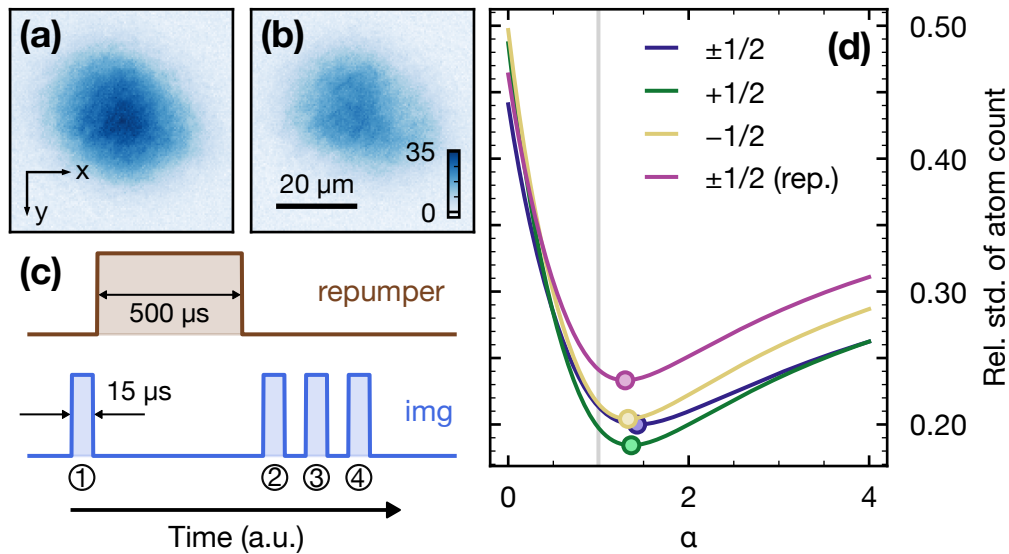 (a)
x
y
(b)
35
0
20 µm
(c)
repumper
500 µs
15 µs
img
① ② ③ ④
Time (a.u.)
(d)
±1/2
+1/2
−1/2
±1/2 (rep.)
0.50
0.40
0.30
0.20
Rel. std. of atom count
0 2 4
α